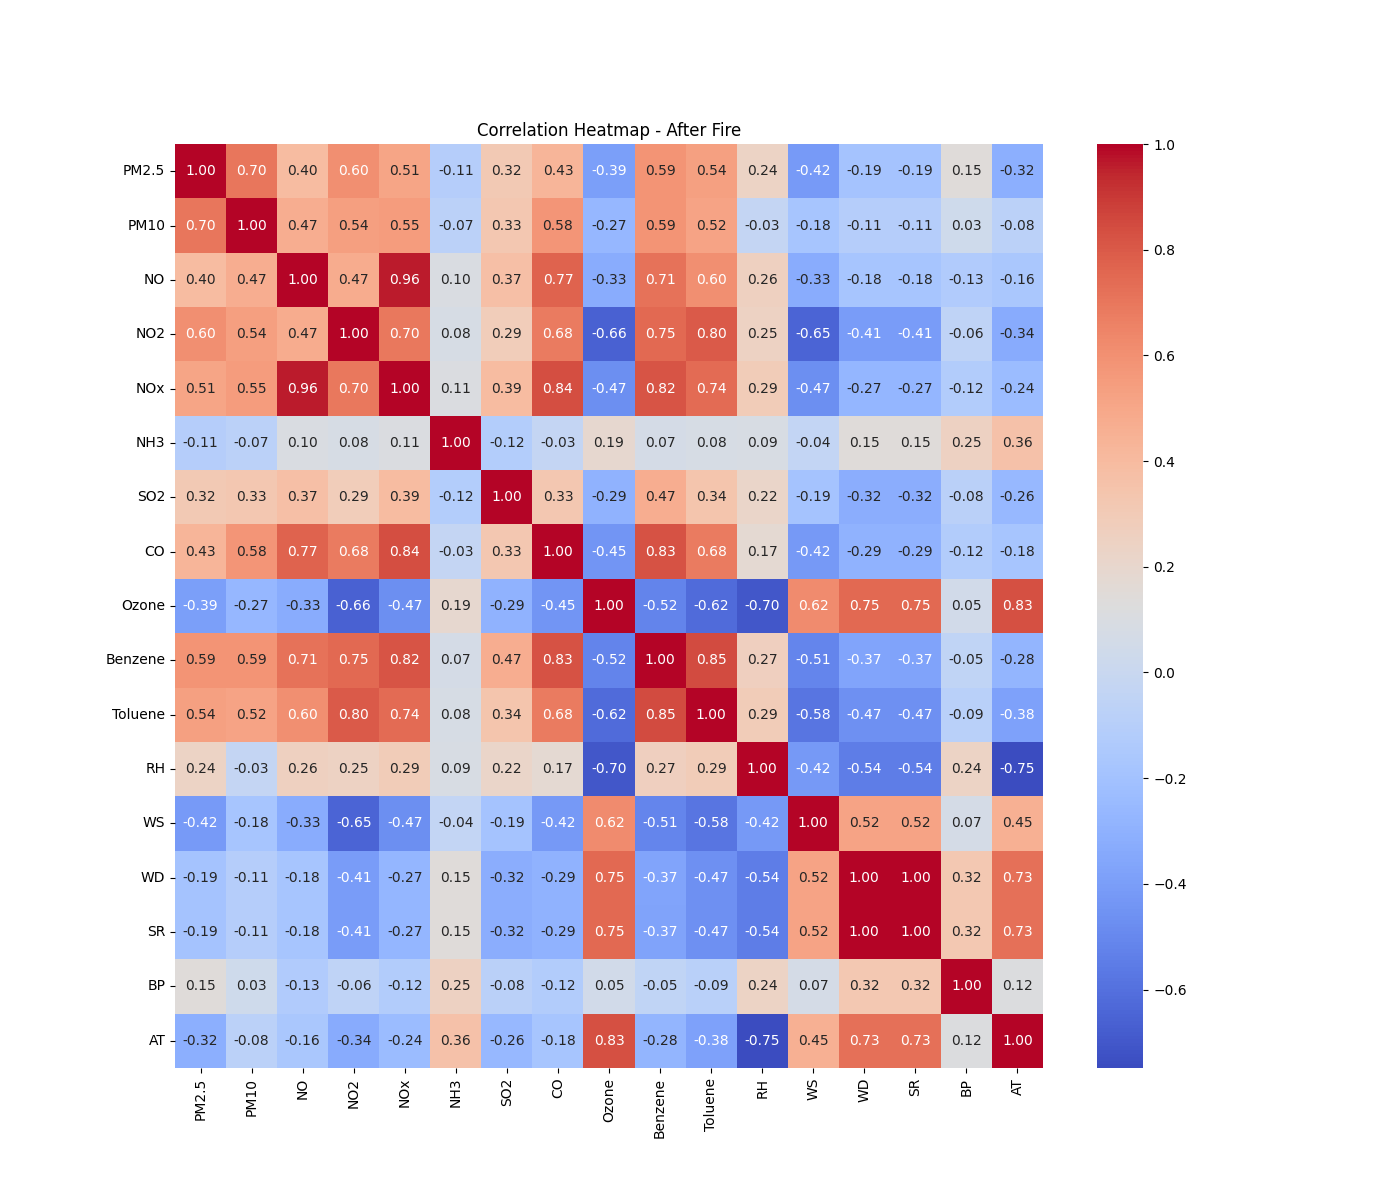 Correlation Heatmap - After Fire
PM2.5 1.00 0.70 0.40 0.60 0.51 -0.11 0.32 0.43 -0.39 0.59 0.54 0.24 -0.42 -0.19 -0.19 0.15 -0.32
PM10 0.70 1.00 0.47 0.54 0.55 -0.07 0.33 0.58 -0.27 0.59 0.52 -0.03 -0.18 -0.11 -0.11 0.03 -0.08
NO 0.40 0.47 1.00 0.47 0.96 0.10 0.37 0.77 -0.33 0.71 0.60 0.26 -0.33 -0.18 -0.18 -0.13 -0.16
NO2 0.60 0.54 0.47 1.00 0.70 0.08 0.29 0.68 -0.66 0.75 0.80 0.25 -0.65 -0.41 -0.41 -0.06 -0.34
NOx 0.51 0.55 0.96 0.70 1.00 0.11 0.39 0.84 -0.47 0.82 0.74 0.29 -0.47 -0.27 -0.27 -0.12 -0.24
NH3 -0.11 -0.07 0.10 0.08 0.11 1.00 -0.12 -0.03 0.19 0.07 0.08 0.09 -0.04 0.15 0.15 0.25 0.36
SO2 0.32 0.33 0.37 0.29 0.39 -0.12 1.00 0.33 -0.29 0.47 0.34 0.22 -0.19 -0.32 -0.32 -0.08 -0.26
CO 0.43 0.58 0.77 0.68 0.84 -0.03 0.33 1.00 -0.45 0.83 0.68 0.17 -0.42 -0.29 -0.29 -0.12 -0.18
Ozone -0.39 -0.27 -0.33 -0.66 -0.47 0.19 -0.29 -0.45 1.00 -0.52 -0.62 -0.70 0.62 0.75 0.75 0.05 0.83
Benzene 0.59 0.59 0.71 0.75 0.82 0.07 0.47 0.83 -0.52 1.00 0.85 0.27 -0.51 -0.37 -0.37 -0.05 -0.28
Toluene 0.54 0.52 0.60 0.80 0.74 0.08 0.34 0.68 -0.62 0.85 1.00 0.29 -0.58 -0.47 -0.47 -0.09 -0.38
RH 0.24 -0.03 0.26 0.25 0.29 0.09 0.22 0.17 -0.70 0.27 0.29 1.00 -0.42 -0.54 -0.54 0.24 -0.75
WS -0.42 -0.18 -0.33 -0.65 -0.47 -0.04 -0.19 -0.42 0.62 -0.51 -0.58 -0.42 1.00 0.52 0.52 0.07 0.45
WD -0.19 -0.11 -0.18 -0.41 -0.27 0.15 -0.32 -0.29 0.75 -0.37 -0.47 -0.54 0.52 1.00 1.00 0.32 0.73
SR -0.19 -0.11 -0.18 -0.41 -0.27 0.15 -0.32 -0.29 0.75 -0.37 -0.47 -0.54 0.52 1.00 1.00 0.32 0.73
BP 0.15 0.03 -0.13 -0.06 -0.12 0.25 -0.08 -0.12 0.05 -0.05 -0.09 0.24 0.07 0.32 0.32 1.00 0.12
AT -0.32 -0.08 -0.16 -0.34 -0.24 0.36 -0.26 -0.18 0.83 -0.28 -0.38 -0.75 0.45 0.73 0.73 0.12 1.00
PM2.5 PM10 NO NO2 NOx NH3 SO2 CO Ozone Benzene Toluene RH WS WD SR BP AT
1.0
0.8
0.6
0.4
0.2
0.0
−0.2
−0.4
−0.6